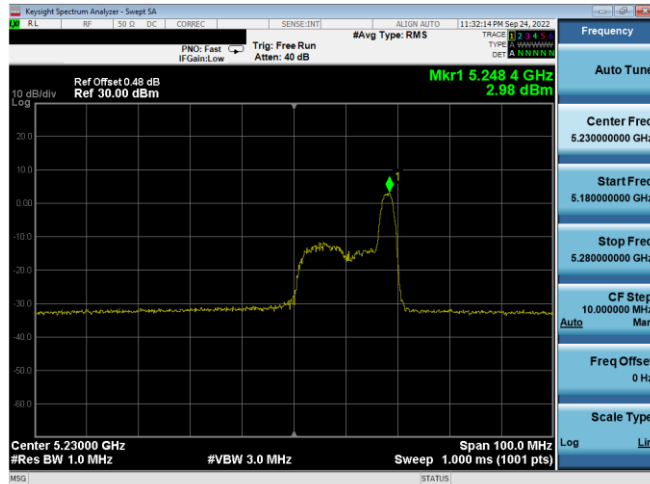 Keysight Spectrum Analyzer - Swept SA
RL RF 50 Ω DC CORREC SENSE:INT ALIGN AUTO 11:32:14 PM Sep 24, 2022
#Avg Type: RMS
TRACE 1 2 3 4 5 6
PNO: Fast Trig: Free Run TYPE A WWWWW
IFGain:Low Atten: 40 dB DET A N N N N N
Mkr1 5.248 4 GHz
2.98 dBm
Ref Offset 0.48 dB
10 dB/div Ref 30.00 dBm
Log
20.0
10.0
0.00
-10.0
-20.0
-30.0
-40.0
-50.0
-60.0
1
Center 5.23000 GHz Span 100.0 MHz
#Res BW 1.0 MHz #VBW 3.0 MHz Sweep 1.000 ms (1001 pts)
MSG STATUS
Frequency
Auto Tune
Center Freq
5.230000000 GHz
Start Freq
5.180000000 GHz
Stop Freq
5.280000000 GHz
CF Step
10.000000 MHz
Auto Man
Freq Offset
0 Hz
Scale Type
Log Lin